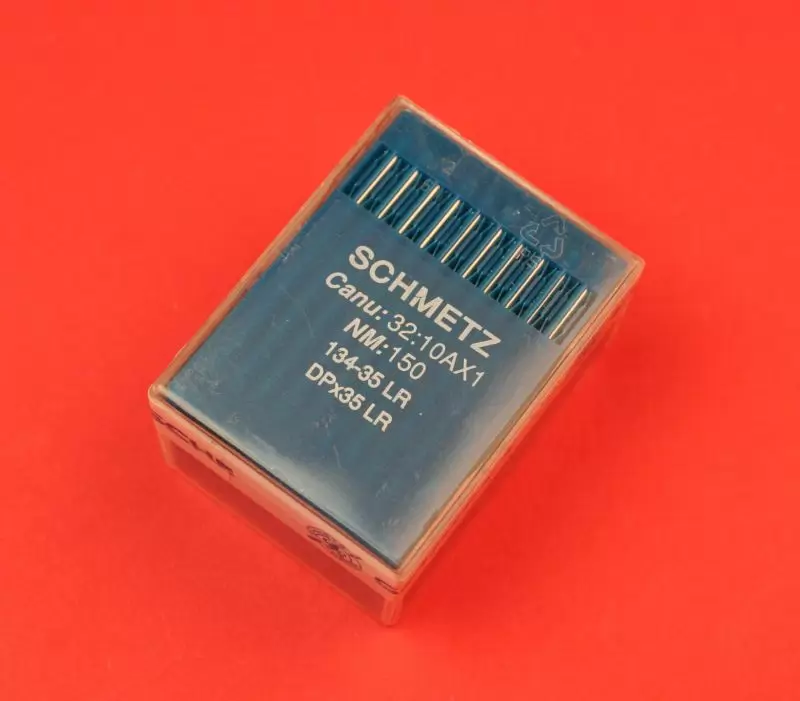 SCHMETZ
Canu: 32:10AX1
NM: 150
134-35 LR
DPx35 LR